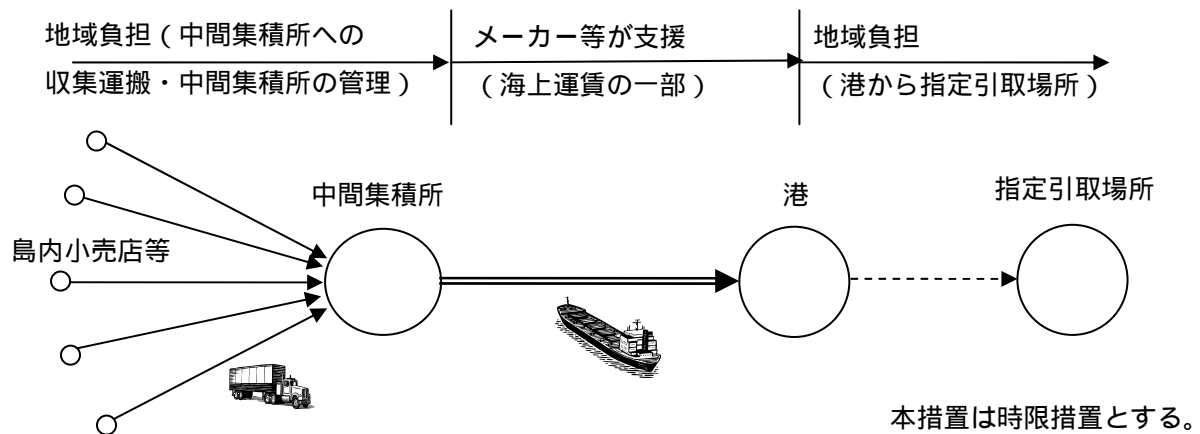 地域負担(中間集積所への
収集運搬・中間集積所の管理)
メーカー等が支援
(海上運賃の一部)
地域負担
(港から指定引取場所)
中間集積所
港
指定引取場所
島内小売店等
本措置は時限措置とする。